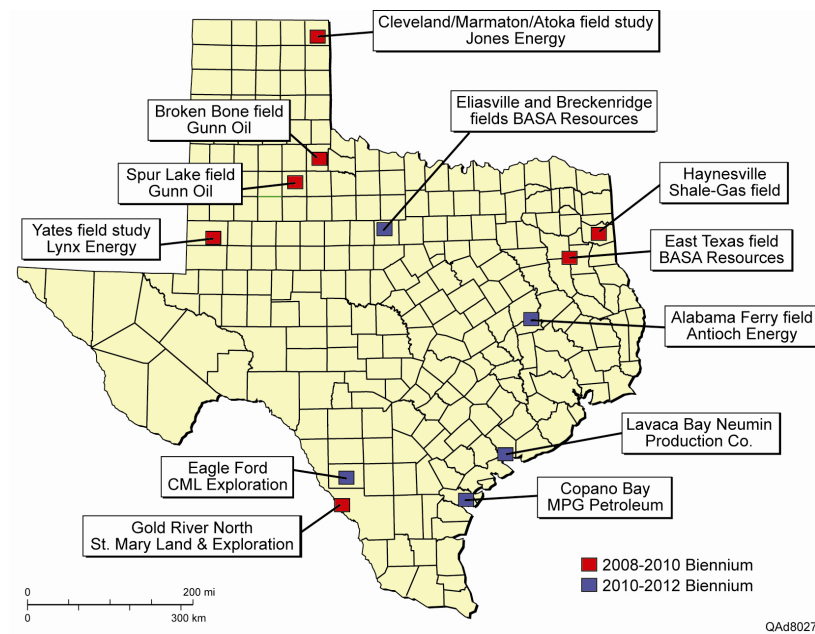 Cleveland/Marmaton/Atoka field study
Jones Energy
Broken Bone field
Gunn Oil
Eliasville and Breckenridge
fields BASA Resources
Spur Lake field
Gunn Oil
Haynesville
Shale-Gas field
Yates field study
Lynx Energy
East Texas field
BASA Resources
Alabama Ferry field
Antioch Energy
Lavaca Bay Neumin
Production Co.
Eagle Ford
CML Exploration
Copano Bay
MPG Petroleum
Gold River North
St. Mary Land & Exploration
2008-2010 Biennium
2010-2012 Biennium
0 200 mi
0 300 km
QAd8027